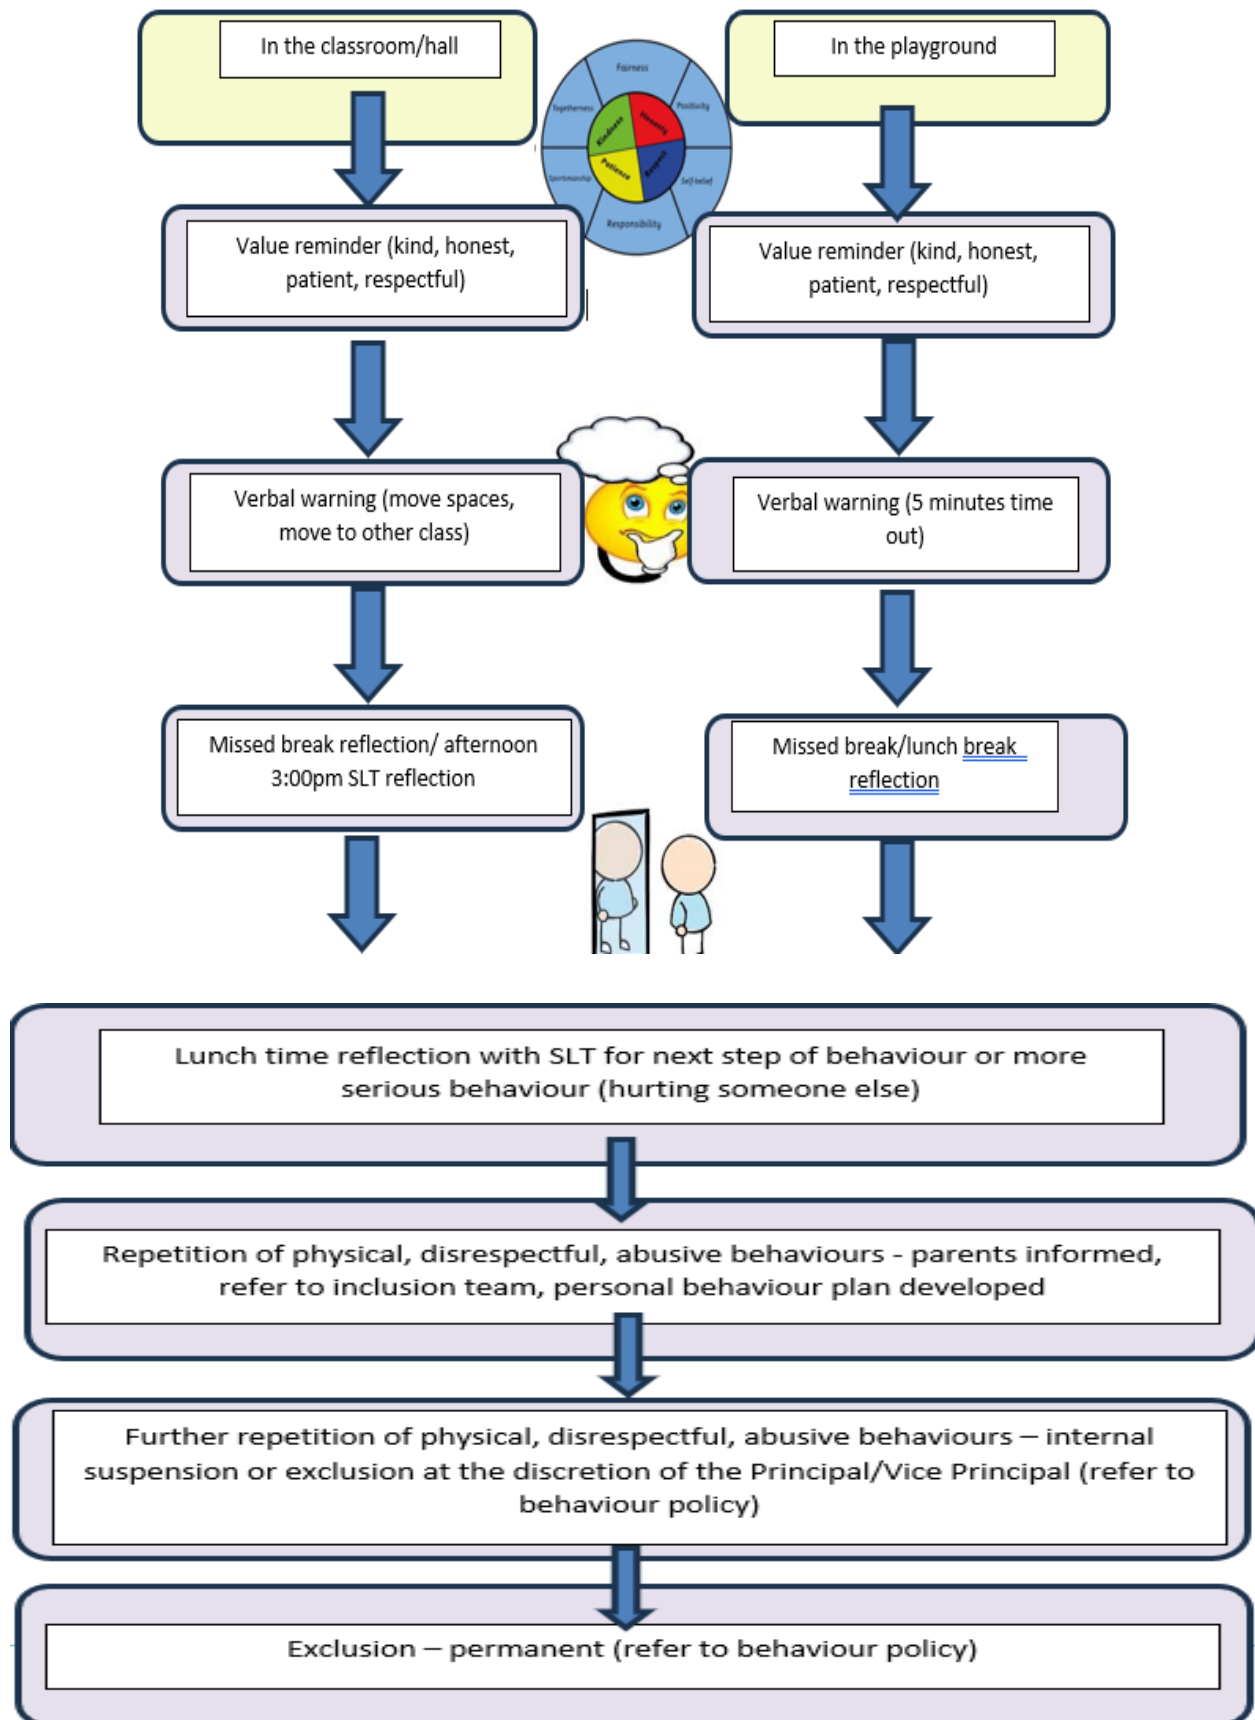 In the classroom/hall
In the playground
Fairness
Togetherness
Positivity
Kindness
Honesty
Patience
Respect
Sportsmanship
Self-belief
Responsibility
Value reminder (kind, honest,
patient, respectful)
Value reminder (kind, honest,
patient, respectful)
Verbal warning (move spaces,
move to other class)
Verbal warning (5 minutes time
out)
Missed break reflection/ afternoon
3:00pm SLT reflection
Missed break/lunch break
reflection
Lunch time reflection with SLT for next step of behaviour or more
serious behaviour (hurting someone else)
Repetition of physical, disrespectful, abusive behaviours - parents informed,
refer to inclusion team, personal behaviour plan developed
Further repetition of physical, disrespectful, abusive behaviours – internal
suspension or exclusion at the discretion of the Principal/Vice Principal (refer to
behaviour policy)
Exclusion – permanent (refer to behaviour policy)